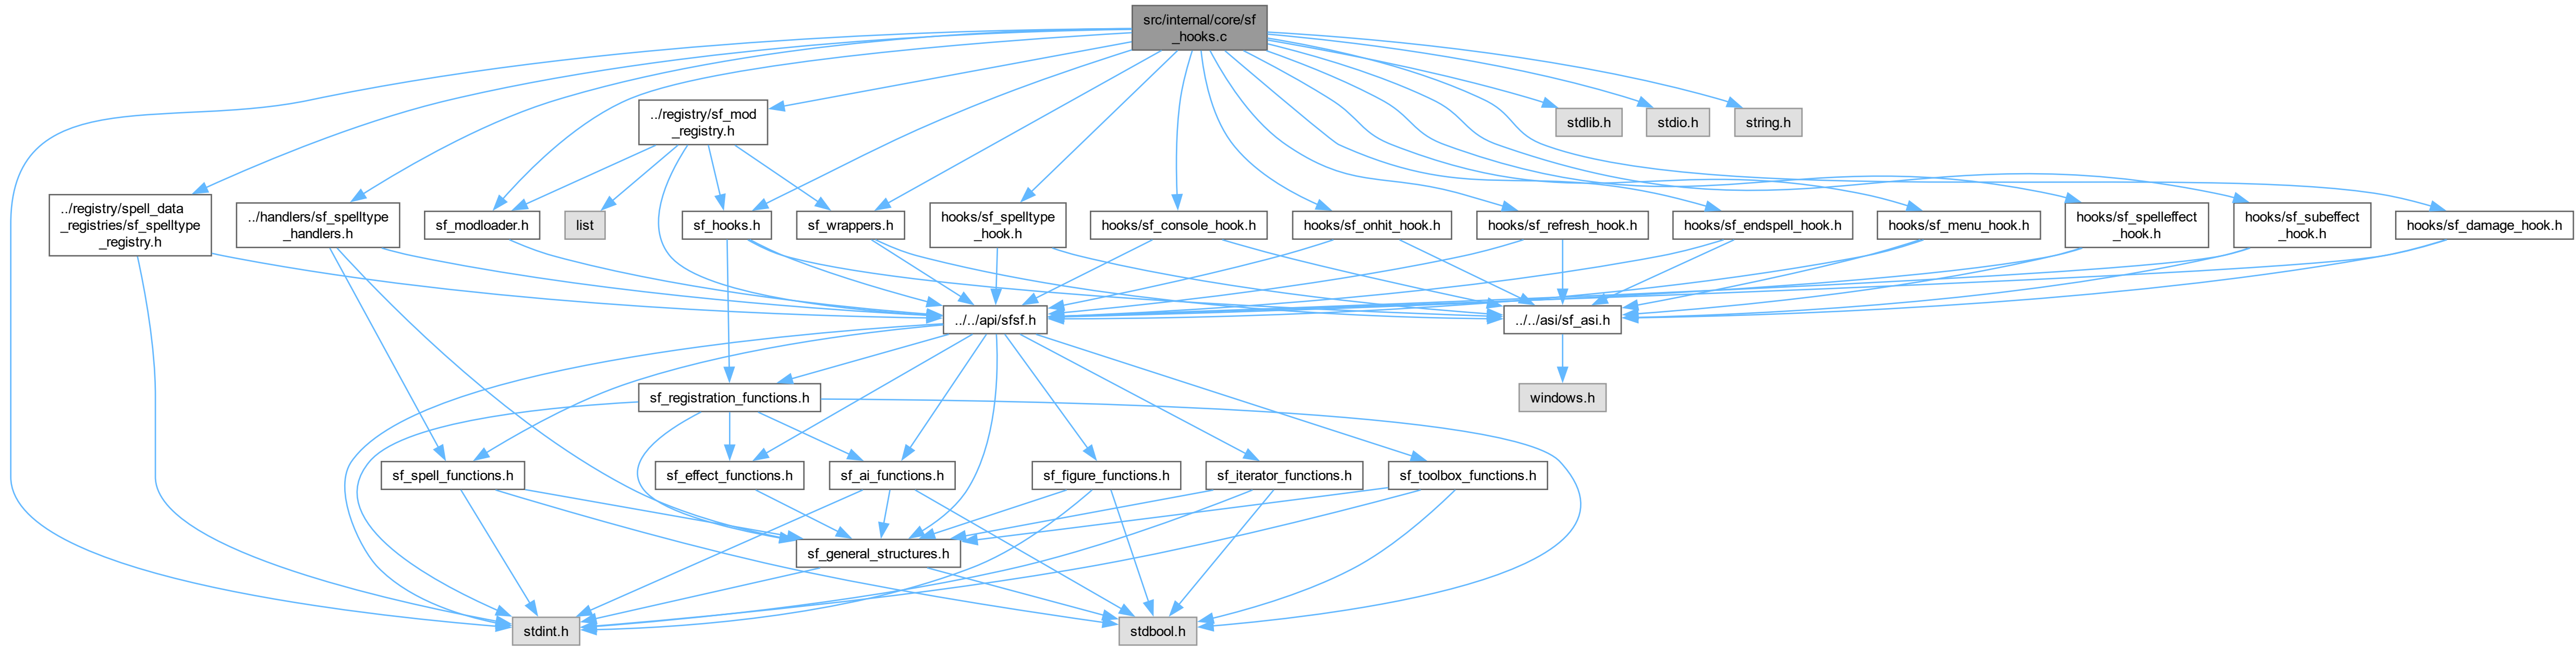 src/internal/core/sf
_hooks.c
../registry/sf_mod
_registry.h
stdlib.h
stdio.h
string.h
../registry/spell_data
_registries/sf_spelltype
_registry.h
../handlers/sf_spelltype
_handlers.h
sf_modloader.h
list
sf_hooks.h
sf_wrappers.h
hooks/sf_spelltype
_hook.h
hooks/sf_console_hook.h
hooks/sf_onhit_hook.h
hooks/sf_refresh_hook.h
hooks/sf_endspell_hook.h
hooks/sf_menu_hook.h
hooks/sf_spelleffect
_hook.h
hooks/sf_subeffect
_hook.h
hooks/sf_damage_hook.h
../../api/sfsf.h
../../asi/sf_asi.h
sf_registration_functions.h
windows.h
sf_spell_functions.h
sf_effect_functions.h
sf_ai_functions.h
sf_figure_functions.h
sf_iterator_functions.h
sf_toolbox_functions.h
sf_general_structures.h
stdint.h
stdbool.h